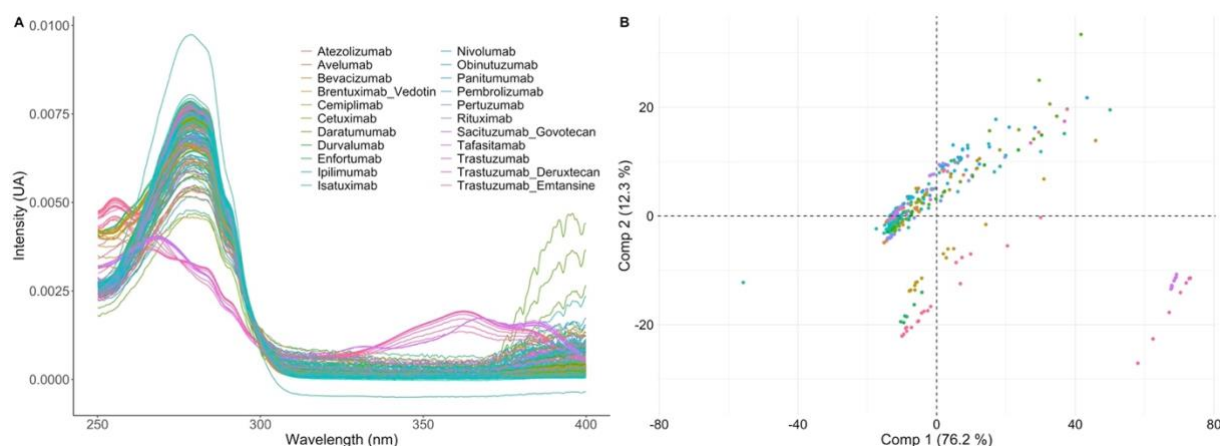 A
Intensity (UA)
0.0100
0.0075
0.0050
0.0025
0.0000
250
300
350
400
Wavelength (nm)
Atezolizumab
Avelumab
Bevacizumab
Brentuximab_Vedotin
Cemiplimab
Cetuximab
Daratumumab
Durvalumab
Enfortumab
Ipilimumab
Isatuximab
Nivolumab
Obinutuzumab
Panitumumab
Pembrolizumab
Pertuzumab
Rituximab
Sacituzumab_Govotecan
Tafasitamab
Trastuzumab
Trastuzumab_Deruxtecan
Trastuzumab_Emtansine
B
Comp 2 (12.3 %)
20
0
-20
-80
-40
0
40
80
Comp 1 (76.2 %)